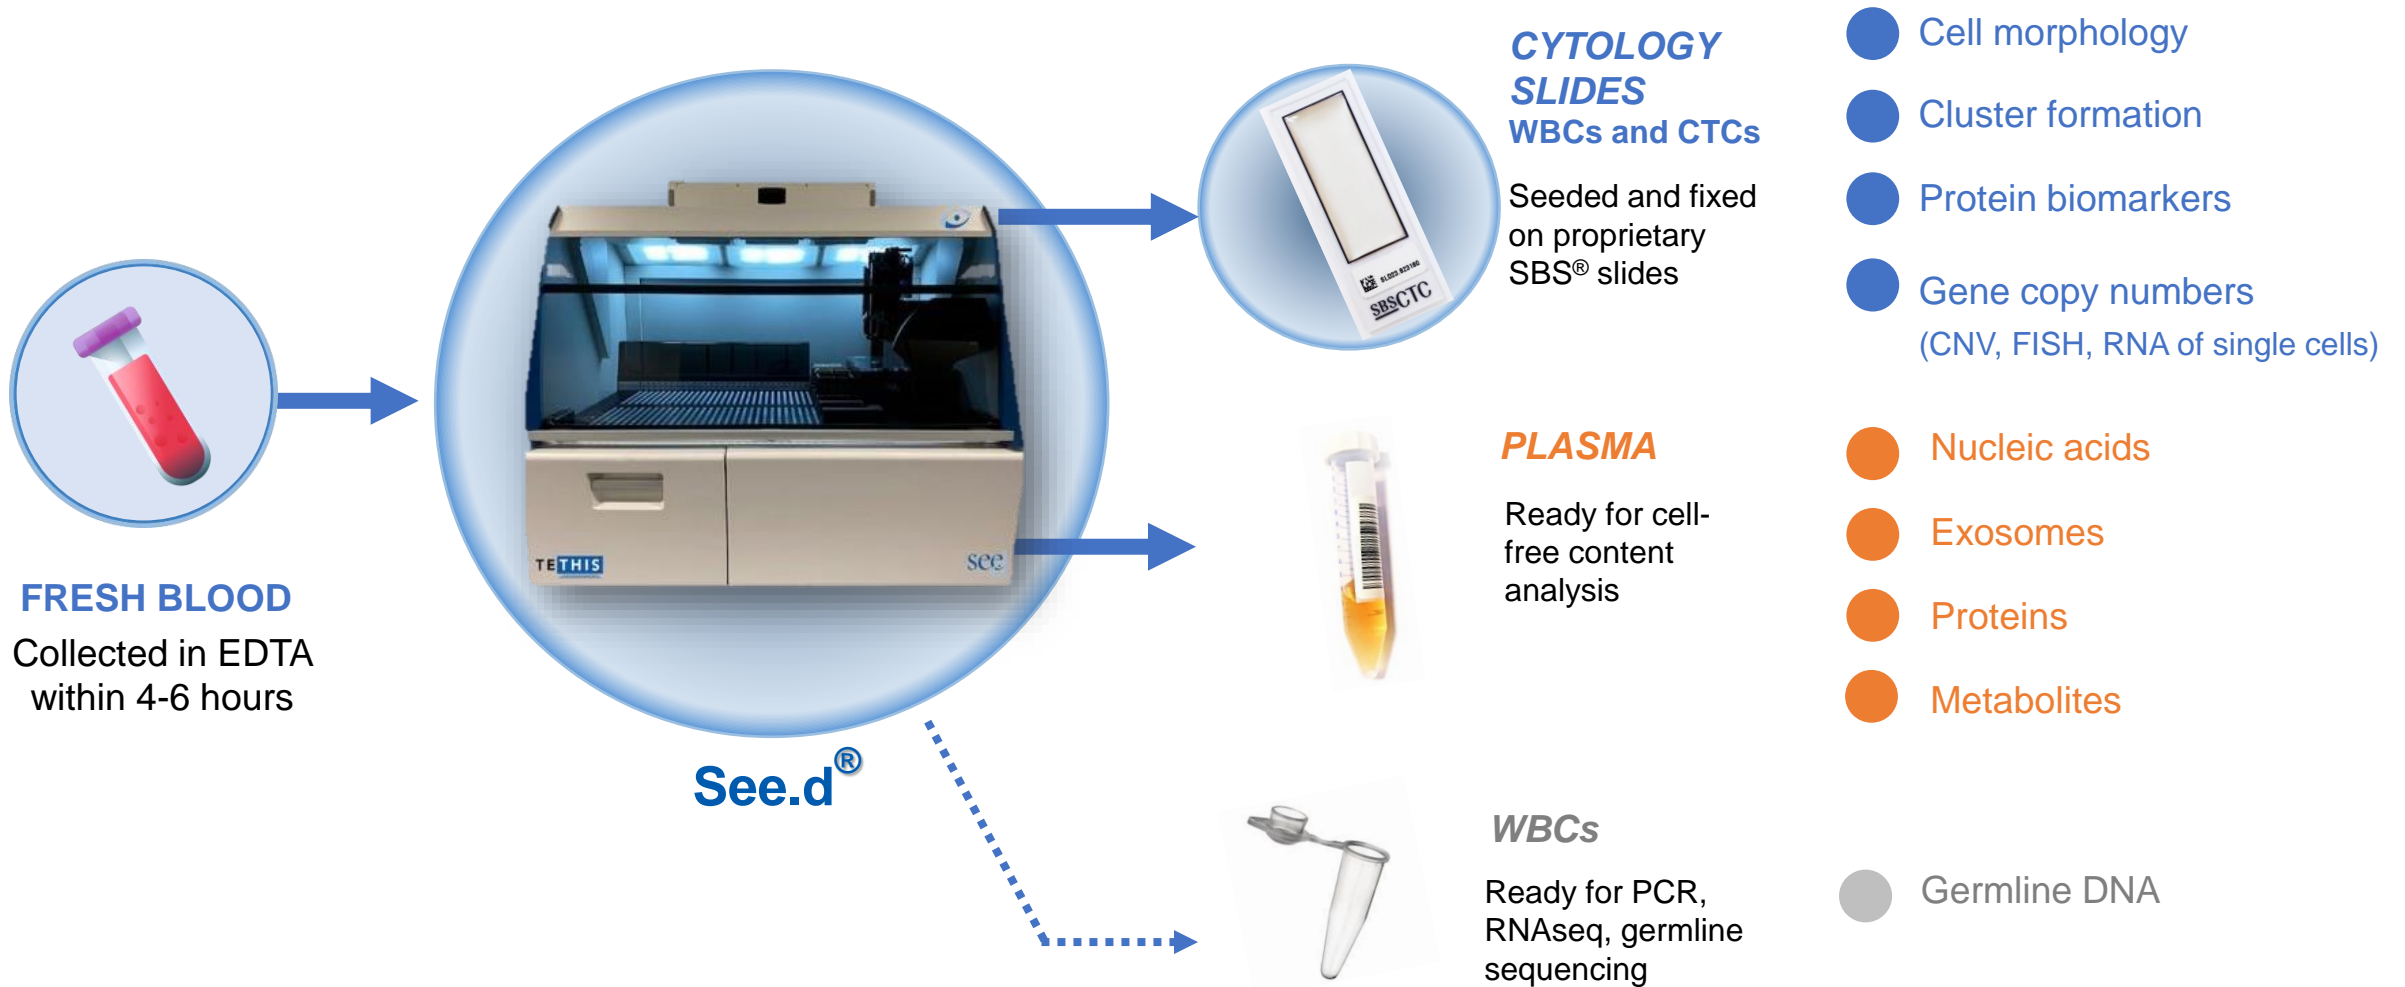 FRESH BLOOD
Collected in EDTA
within 4-6 hours
TETHIS
see
See.d®
SL023 823180
SBSCTC
CYTOLOGY
SLIDES
WBCs and CTCs
Seeded and fixed
on proprietary
SBS® slides
Cell morphology
Cluster formation
Protein biomarkers
Gene copy numbers
(CNV, FISH, RNA of single cells)
PLASMA
Ready for cell-
free content
analysis
Nucleic acids
Exosomes
Proteins
Metabolites
WBCs
Ready for PCR,
RNAseq, germline
sequencing
Germline DNA